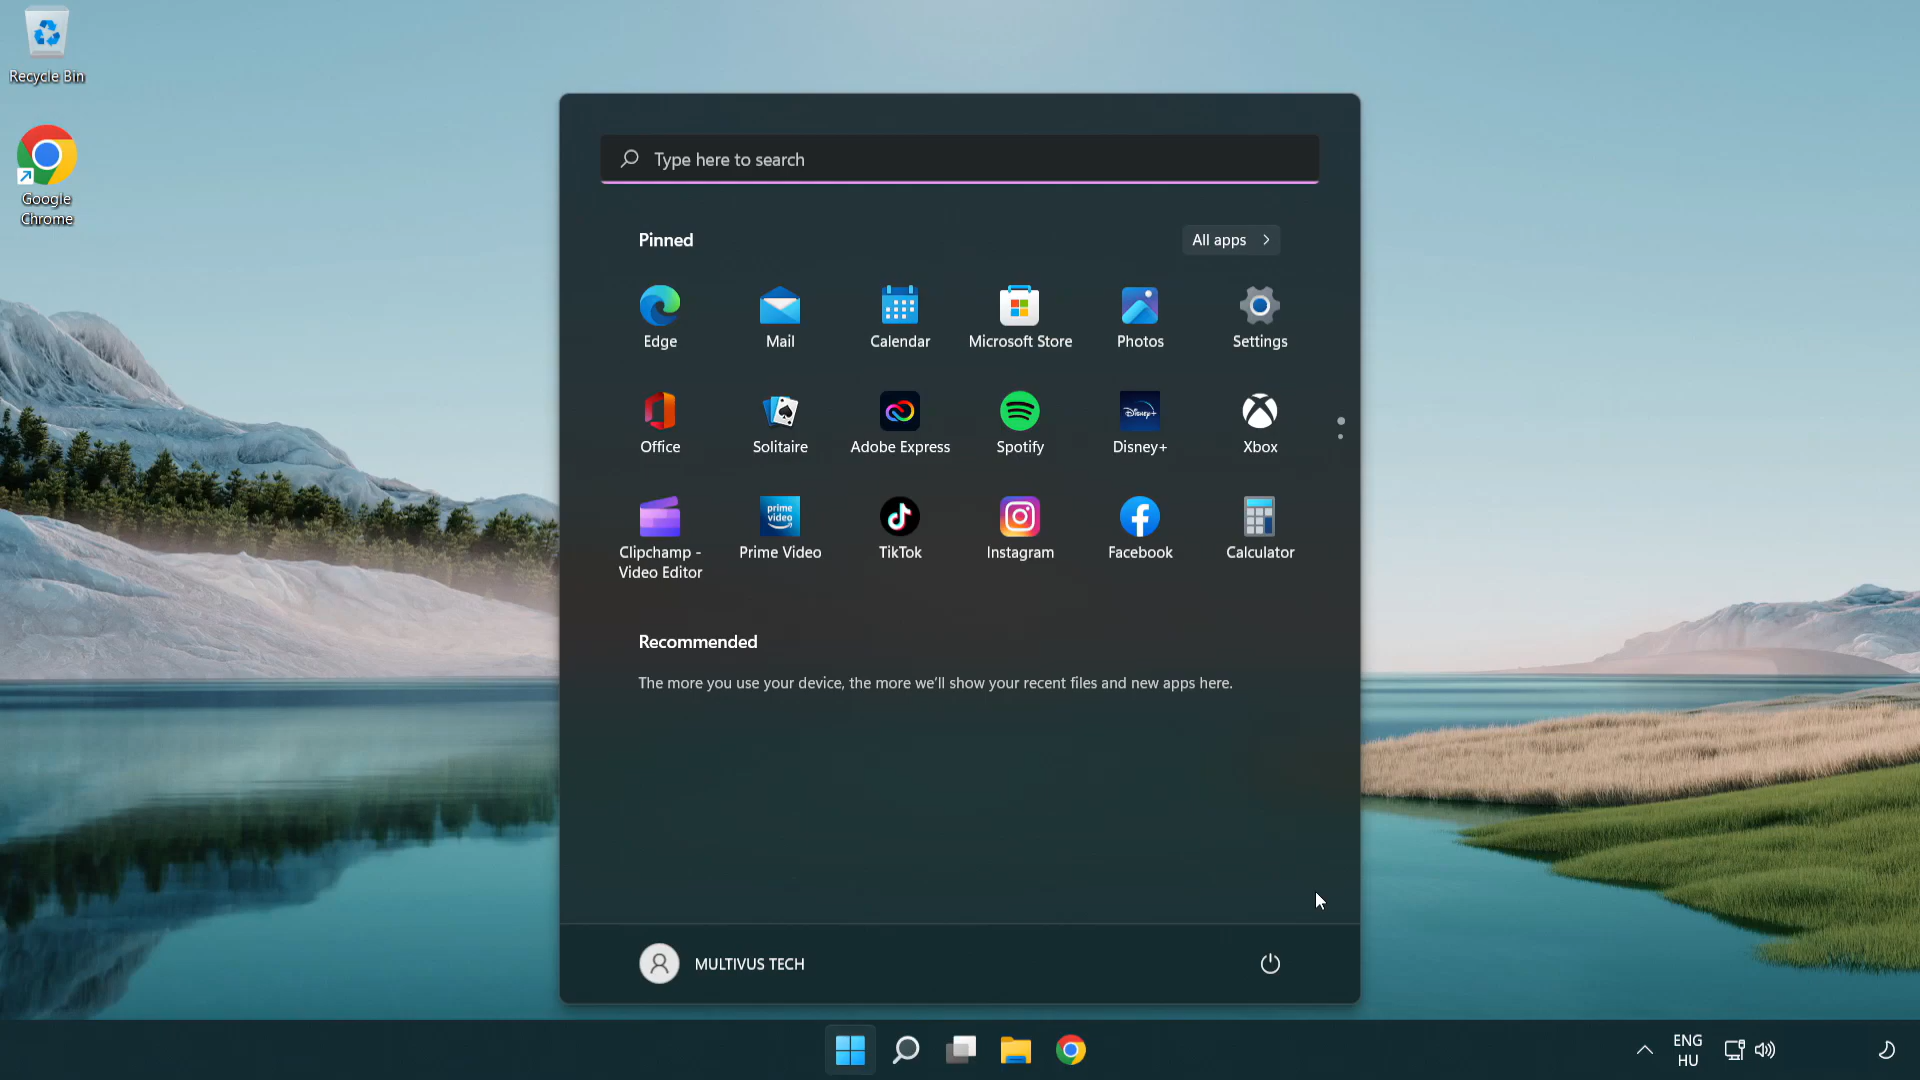 Recycle Bin
Google
Chrome
Type here to search
Pinned
All apps
Edge
Mail
Calendar
Microsoft Store
Photos
Settings
Disney+
Office
Solitaire
Adobe Express
Spotify
Disney+
Xbox
prime
video
Clipchamp -
Video Editor
Prime Video
TikTok
Instagram
Facebook
Calculator
Recommended
The more you use your device, the more we'll show your recent files and new apps here.
MULTIVUS TECH
ENG
HU